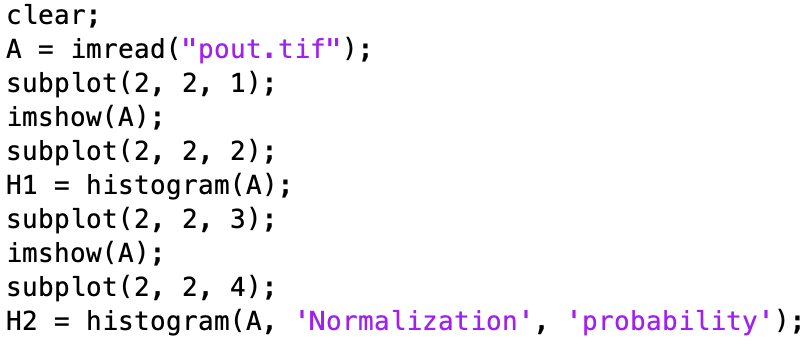 clear;
A = imread("pout.tif");
subplot(2, 2, 1);
imshow(A);
subplot(2, 2, 2);
H1 = histogram(A);
subplot(2, 2, 3);
imshow(A);
subplot(2, 2, 4);
H2 = histogram(A, 'Normalization', 'probability');